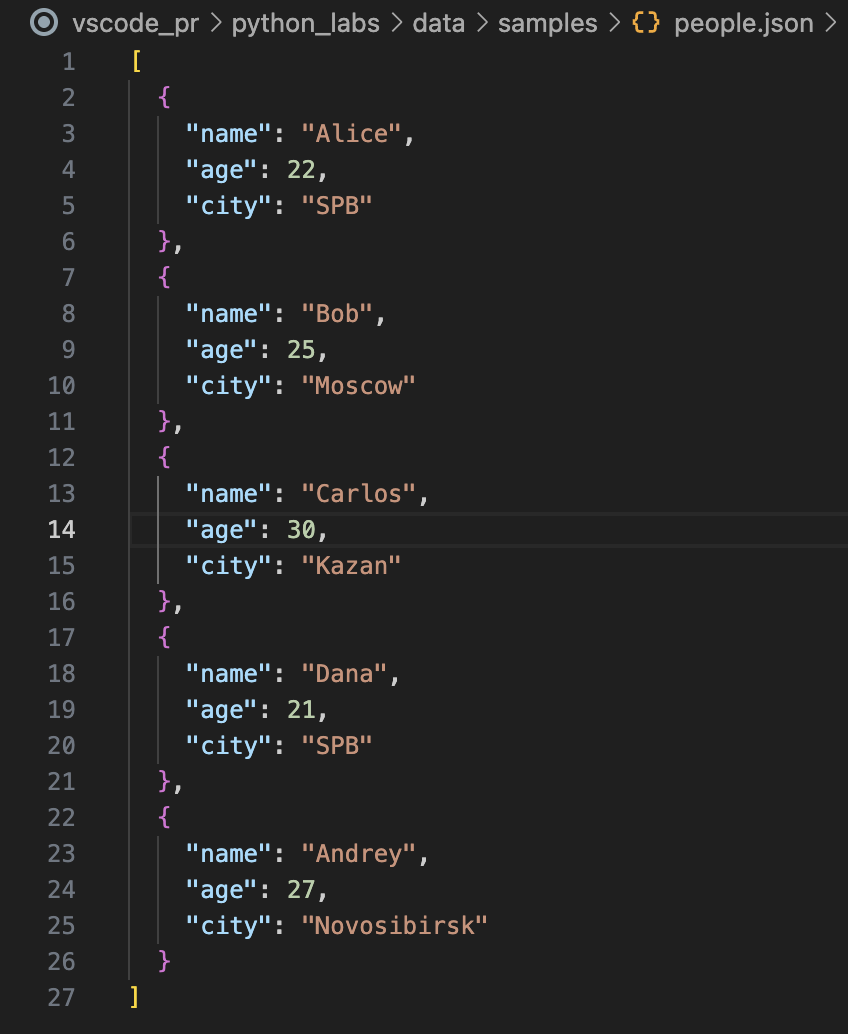 vscode_pr > python_labs > data > samples > {} people.json >
1 [
2 {
3 "name": "Alice",
4 "age": 22,
5 "city": "SPB"
6 },
7 {
8 "name": "Bob",
9 "age": 25,
10 "city": "Moscow"
11 },
12 {
13 "name": "Carlos",
14 "age": 30,
15 "city": "Kazan"
16 },
17 {
18 "name": "Dana",
19 "age": 21,
20 "city": "SPB"
21 },
22 {
23 "name": "Andrey",
24 "age": 27,
25 "city": "Novosibirsk"
26 }
27 ]